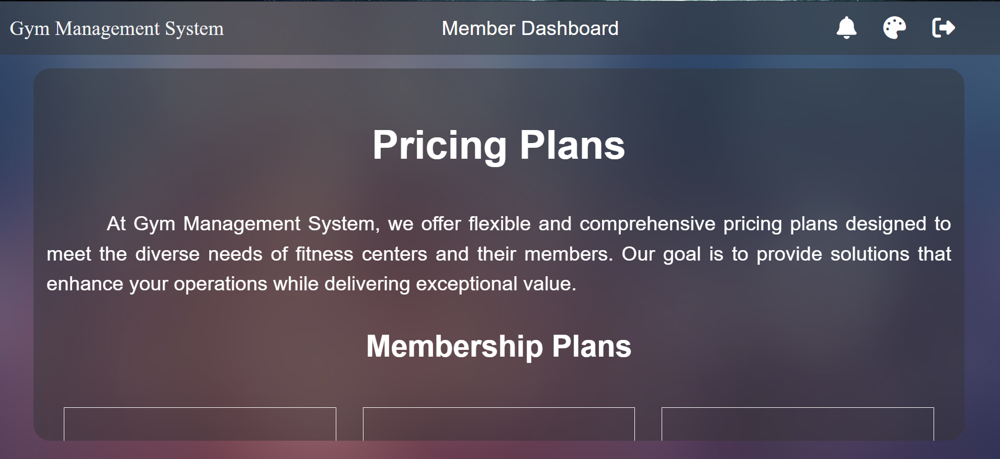 Gym Management System
Member Dashboard
Pricing Plans
At Gym Management System, we offer flexible and comprehensive pricing plans designed to
meet the diverse needs of fitness centers and their members. Our goal is to provide solutions that
enhance your operations while delivering exceptional value.
Membership Plans